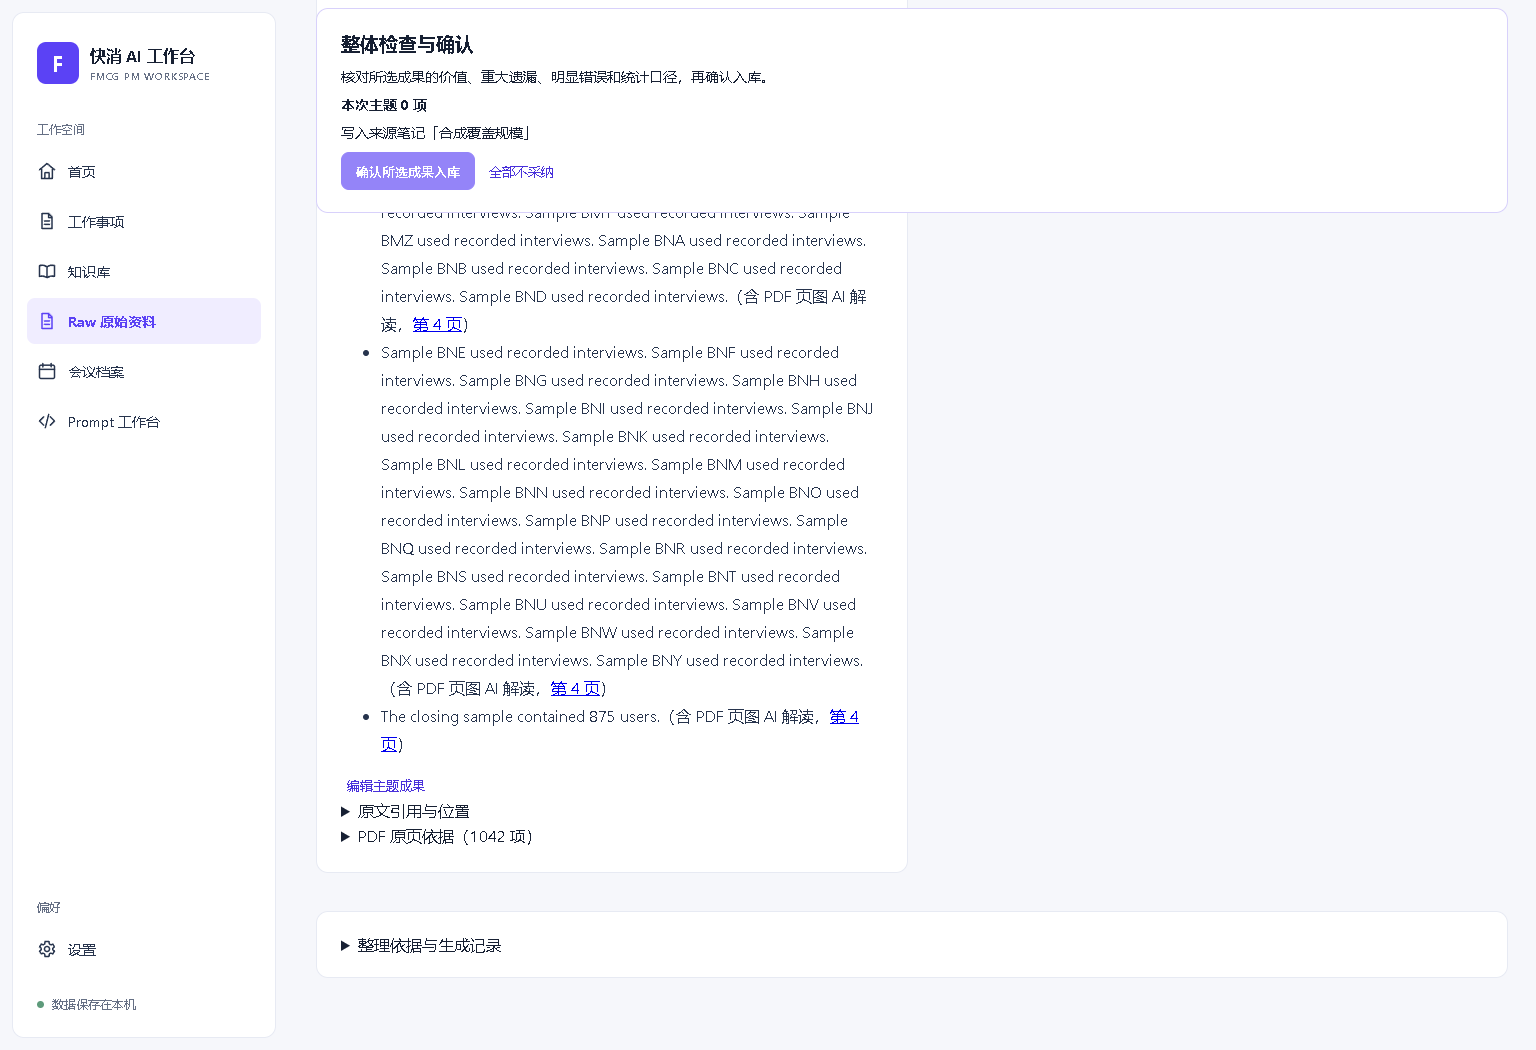 快消 AI 工作台
FMCG PM WORKSPACE
工作空间
首页
工作事项
知识库
Raw 原始资料
会议档案
Prompt 工作台
偏好
设置
数据保存在本机
整体检查与确认
核对所选成果的价值、重大遗漏、明显错误和统计口径，再确认入库。
本次主题 0 项
写入来源笔记「合成覆盖规模」
确认所选成果入库
全部不采纳
recorded interviews. Sample BMY used recorded interviews. Sample
BMZ used recorded interviews. Sample BNA used recorded interviews.
Sample BNB used recorded interviews. Sample BNC used recorded
interviews. Sample BND used recorded interviews.（含 PDF 页图 AI 解
读，第 4 页）
Sample BNE used recorded interviews. Sample BNF used recorded
interviews. Sample BNG used recorded interviews. Sample BNH used
recorded interviews. Sample BNI used recorded interviews. Sample BNJ
used recorded interviews. Sample BNK used recorded interviews.
Sample BNL used recorded interviews. Sample BNM used recorded
interviews. Sample BNN used recorded interviews. Sample BNO used
recorded interviews. Sample BNP used recorded interviews. Sample
BNQ used recorded interviews. Sample BNR used recorded interviews.
Sample BNS used recorded interviews. Sample BNT used recorded
interviews. Sample BNU used recorded interviews. Sample BNV used
recorded interviews. Sample BNW used recorded interviews. Sample
BNX used recorded interviews. Sample BNY used recorded interviews.
（含 PDF 页图 AI 解读，第 4 页）
The closing sample contained 875 users.（含 PDF 页图 AI 解读，第 4
页）
编辑主题成果
原文引用与位置
PDF 原页依据（1042 项）
整理依据与生成记录